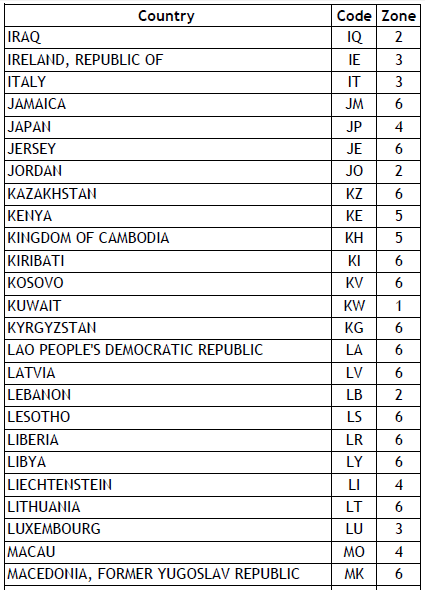 Country Code Zone
IRAQ IQ 2
IRELAND, REPUBLIC OF IE 3
ITALY IT 3
JAMAICA JM 6
JAPAN JP 4
JERSEY JE 6
JORDAN JO 2
KAZAKHSTAN KZ 6
KENYA KE 5
KINGDOM OF CAMBODIA KH 5
KIRIBATI KI 6
KOSOVO KV 6
KUWAIT KW 1
KYRGYZSTAN KG 6
LAO PEOPLE'S DEMOCRATIC REPUBLIC LA 6
LATVIA LV 6
LEBANON LB 2
LESOTHO LS 6
LIBERIA LR 6
LIBYA LY 6
LIECHTENSTEIN LI 4
LITHUANIA LT 6
LUXEMBOURG LU 3
MACAU MO 4
MACEDONIA, FORMER YUGOSLAV REPUBLIC MK 6